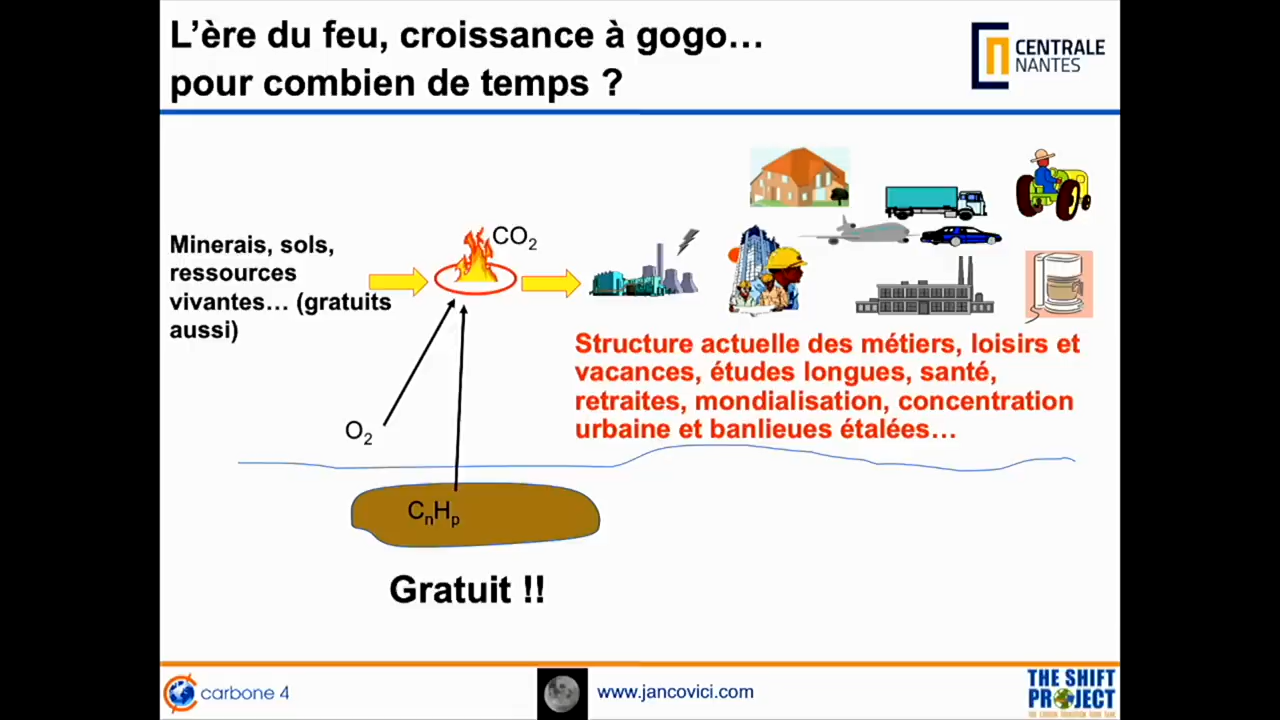 L'ère du feu, croissance à gogo…
pour combien de temps ?
CENTRALE
NANTES
Minerais, sols,
ressources
vivantes… (gratuits
aussi)
CO₂
Structure actuelle des métiers, loisirs et
vacances, études longues, santé,
retraites, mondialisation, concentration
urbaine et banlieues étalées…
O₂
CₙHₚ
Gratuit !!
carbone 4
www.jancovici.com
THE SHIFT
PROJECT